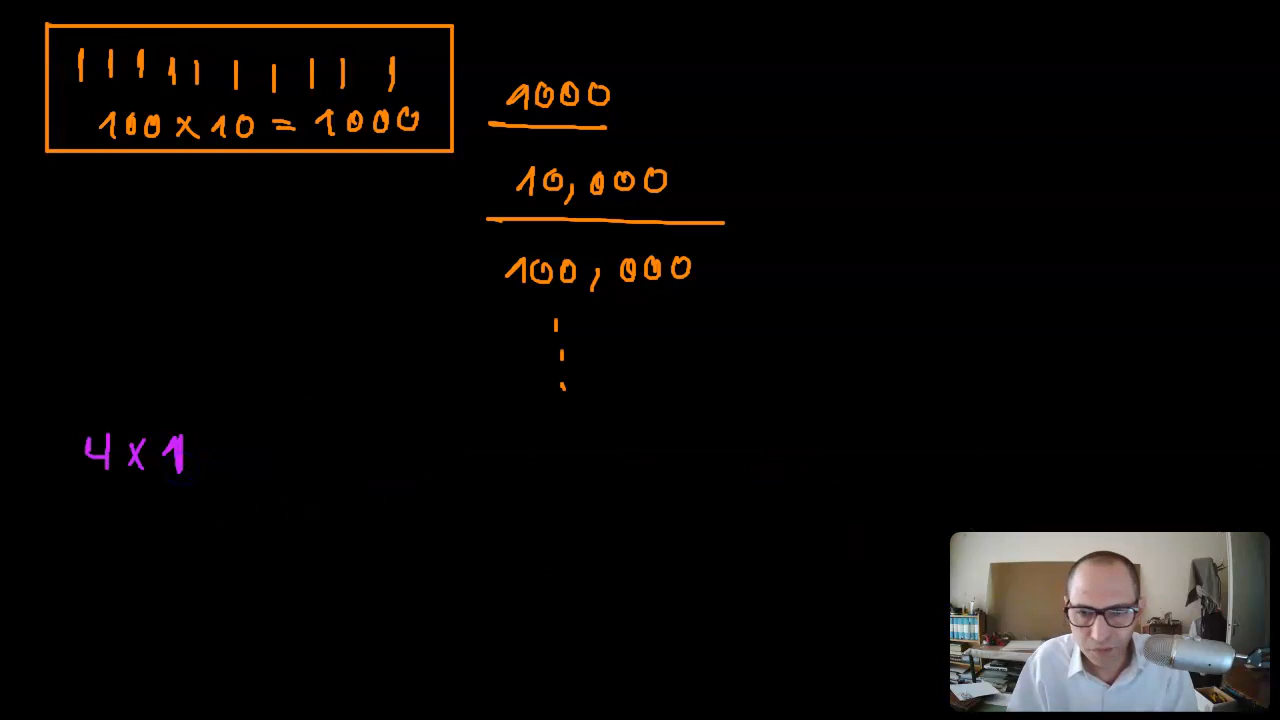 | | | | | | | | | |
100 x 10 = 1000
1000
10,000
100,000
4 x 1